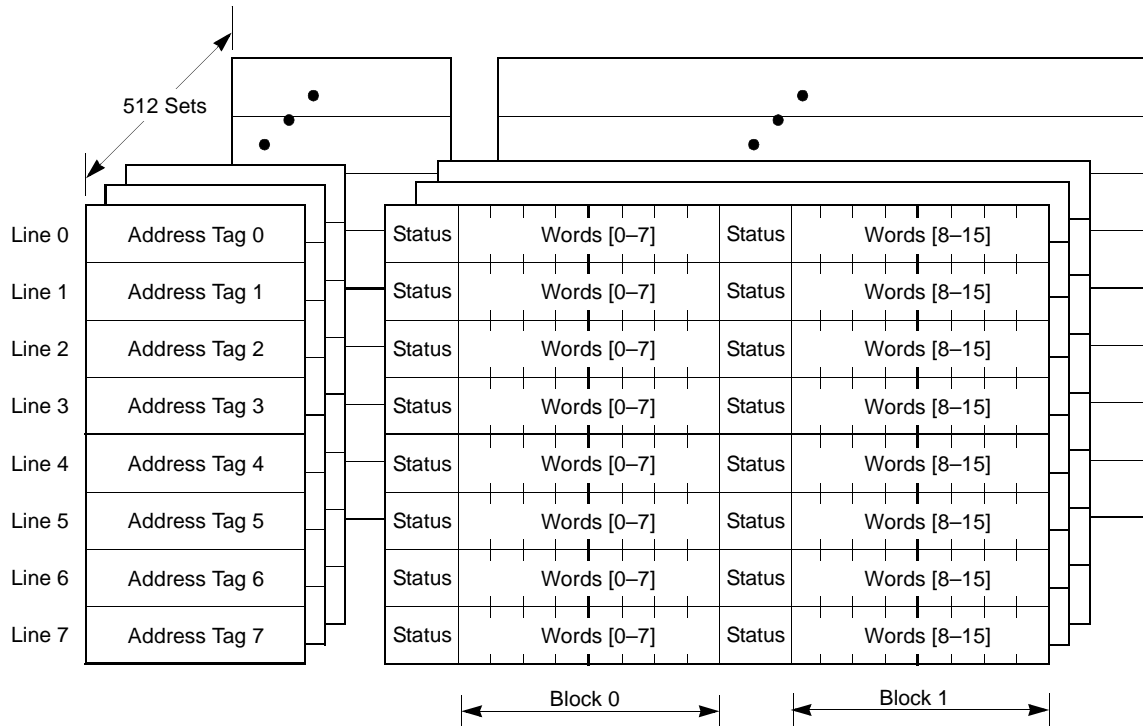 512 Sets
Line 0 Address Tag 0 Status Words [0–7] Status Words [8–15]
Line 1 Address Tag 1 Status Words [0–7] Status Words [8–15]
Line 2 Address Tag 2 Status Words [0–7] Status Words [8–15]
Line 3 Address Tag 3 Status Words [0–7] Status Words [8–15]
Line 4 Address Tag 4 Status Words [0–7] Status Words [8–15]
Line 5 Address Tag 5 Status Words [0–7] Status Words [8–15]
Line 6 Address Tag 6 Status Words [0–7] Status Words [8–15]
Line 7 Address Tag 7 Status Words [0–7] Status Words [8–15]
Block 0 Block 1